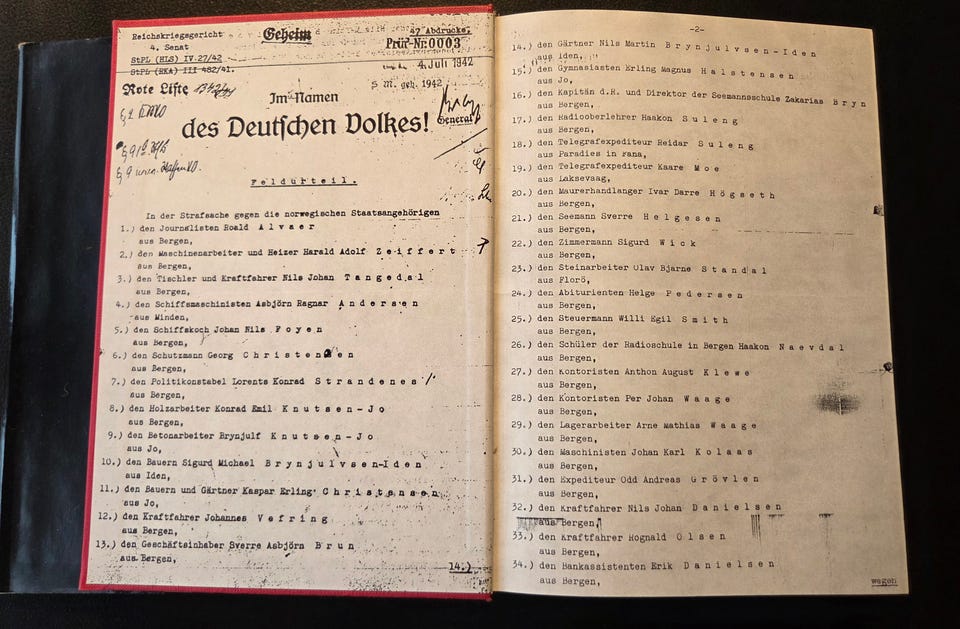 Reichskriegsgericht
4. Senat
StPL (HLS) IV.27/42
StPL (RKA) III 482/41.
Geheim
47 Abdrucke.
Prüf-Nr.0003
4. Juli 1942
Rote Liste
geh. 1942
Im Namen
des Deutschen Volkes!
General
Feldurteil.
In der Strafsache gegen die norwegischen Staatsangehörigen
1.) den Journalisten Roald Alvaer
aus Bergen,
2.) den Maschinenarbeiter und Heizer Harald Adolf Zeiffert
aus Bergen,
3.) den Tischler und Kraftfahrer Nils Johan Tangedal
aus Bergen,
4.) den Schiffsmaschinisten Asbjörn Ragnar Andersen
aus Minden,
5.) den Schiffskoch Johan Nils Foyen
aus Bergen,
6.) den Schutzmann Georg Christensen
aus Bergen,
7.) den Politikonstabel Lorents Konrad Strandenes
aus Bergen,
8.) den Holzarbeiter Konrad Emil Knutsen-Jo
aus Bergen,
9.) den Betonarbeiter Brynjulf Knutsen-Jo
aus Jo,
10.) den Bauern Sigurd Michael Brynjulvsen-Iden
aus Iden,
11.) den Bauern und Gärtner Kaspar Erling Christensen
aus Jo,
12.) den Kraftfahrer Johannes Vefring
aus Bergen,
13.) den Geschäftsinhaber Sverre Asbjörn Brun
aus Bergen,
14.)
-2-
14.) den Gärtner Nils Martin Brynjulvsen-Iden
aus Iden,
15.) den Gymnasiasten Erling Magnus Halstensen
aus Jo,
16.) den Kapitän d.R. und Direktor der Seemannsschule Zakarias Bryn
aus Bergen,
17.) den Radiooberlehrer Haakon Suleng
aus Bergen,
18.) den Telegrafexpediteur Reidar Suleng
aus Paradis in Fana,
19.) den Telegrafexpediteur Kaare Moe
aus Laksevaag,
20.) den Maurerhandlanger Ivar Darre Högseth
aus Bergen,
21.) den Seemann Sverre Helgesen
aus Bergen,
22.) den Zimmermann Sigurd Wick
aus Bergen,
23.) den Steinarbeiter Olav Bjarne Standal
aus Florö,
24.) den Abiturienten Helge Pedersen
aus Bergen,
25.) den Steuermann Willi Egil Smith
aus Bergen,
26.) den Schüler der Radioschule in Bergen Haakon Naevdal
aus Bergen,
27.) den Kontoristen Anthon August Klewe
aus Bergen,
28.) den Kontoristen Per Johan Waage
aus Bergen,
29.) den Lagerarbeiter Arne Mathias Waage
aus Bergen,
30.) den Maschinisten Johan Karl Kolaas
aus Bergen,
31.) den Expediteur Odd Andreas Grövlen
aus Bergen,
32.) den Kraftfahrer Nils Johan Danielsen
aus Bergen,
33.) den Kraftfahrer Rognald Olsen
aus Bergen,
34.) den Bankassistenten Erik Danielsen
aus Bergen,
wegen